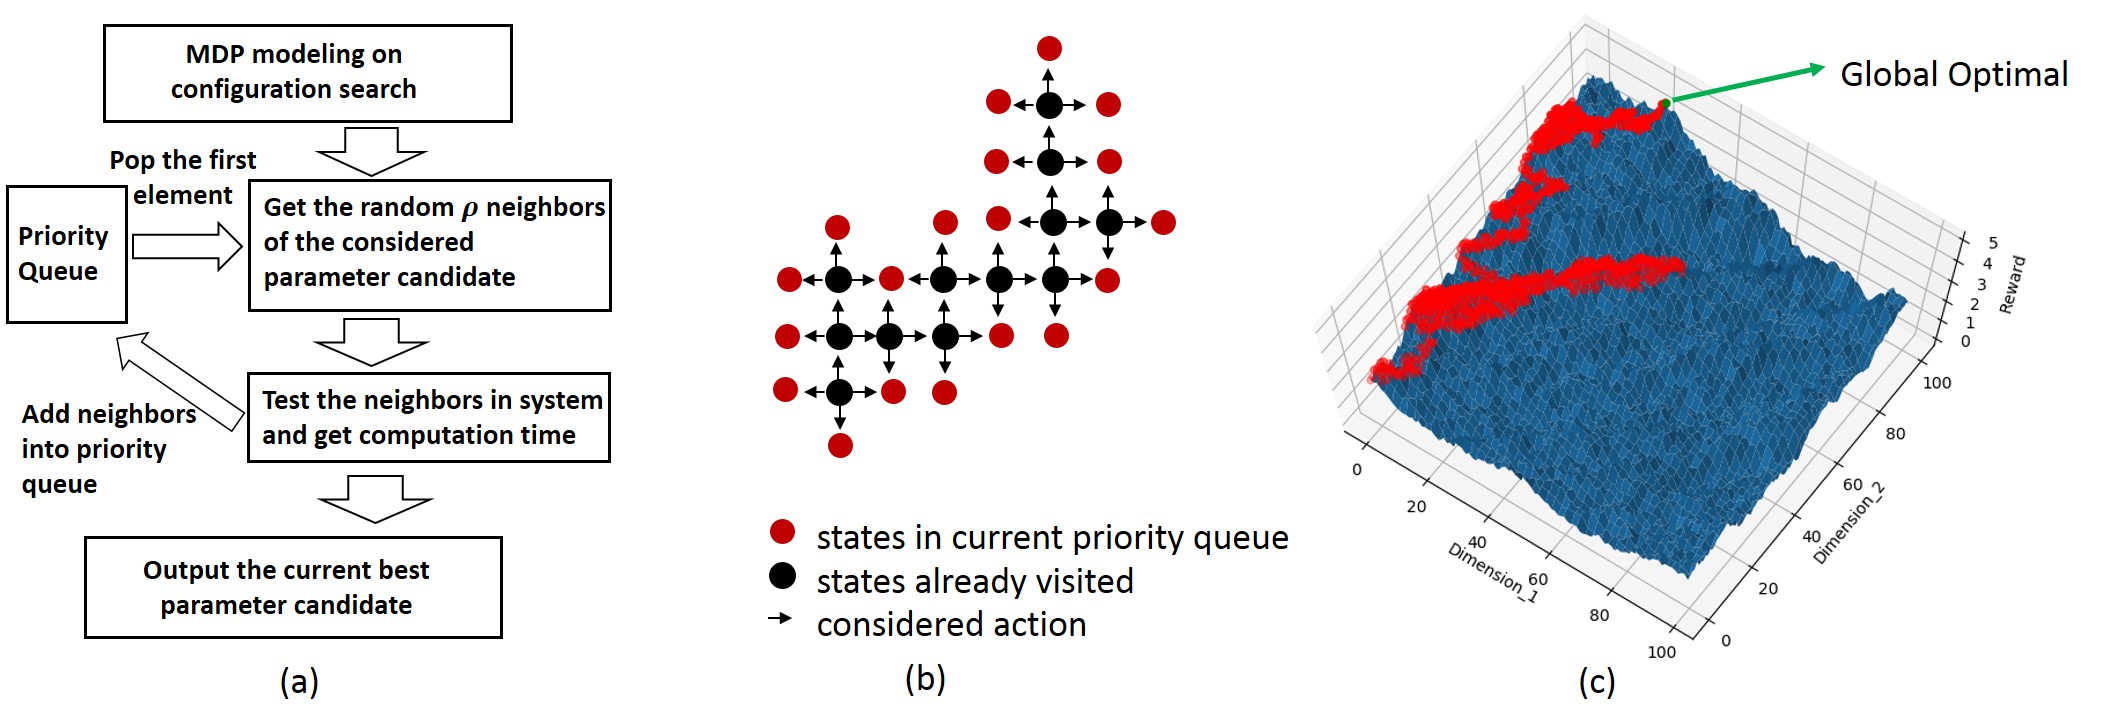 MDP modeling on
configuration search
Pop the first
element
Priority
Queue
Get the random ρ neighbors
of the considered
parameter candidate
Test the neighbors in system
and get computation time
Add neighbors
into priority
queue
Output the current best
parameter candidate
(a)
states in current priority queue
states already visited
considered action
(b)
Global Optimal
5
4
3
2
1
0
Reward
100
80
60
40
20
0
Dimension_2
0
20
40
60
80
100
Dimension_1
(c)